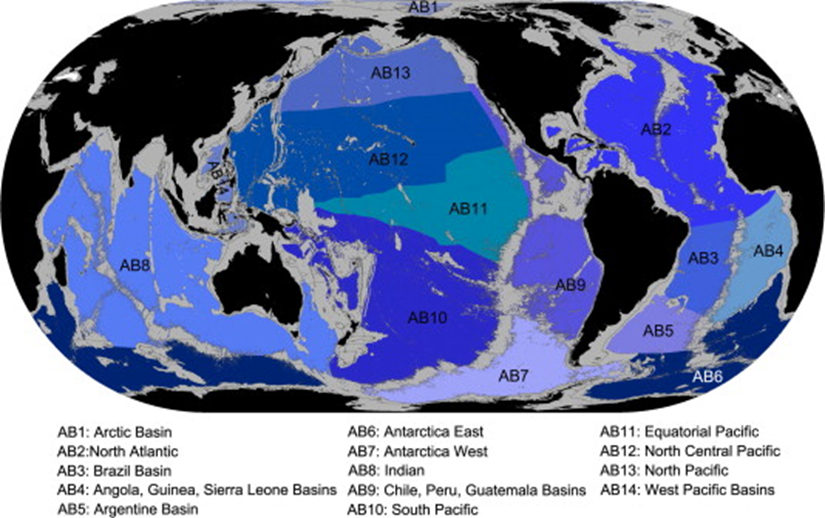 AB1
AB13
AB2
AB12
AB14
AB11
AB3
AB4
AB8
AB9
AB10
AB5
AB7
AB6
AB1: Arctic Basin
AB2:North Atlantic
AB3: Brazil Basin
AB4: Angola, Guinea, Sierra Leone Basins
AB5: Argentine Basin
AB6: Antarctica East
AB7: Antarctica West
AB8: Indian
AB9: Chile, Peru, Guatemala Basins
AB10: South Pacific
AB11: Equatorial Pacific
AB12: North Central Pacific
AB13: North Pacific
AB14: West Pacific Basins